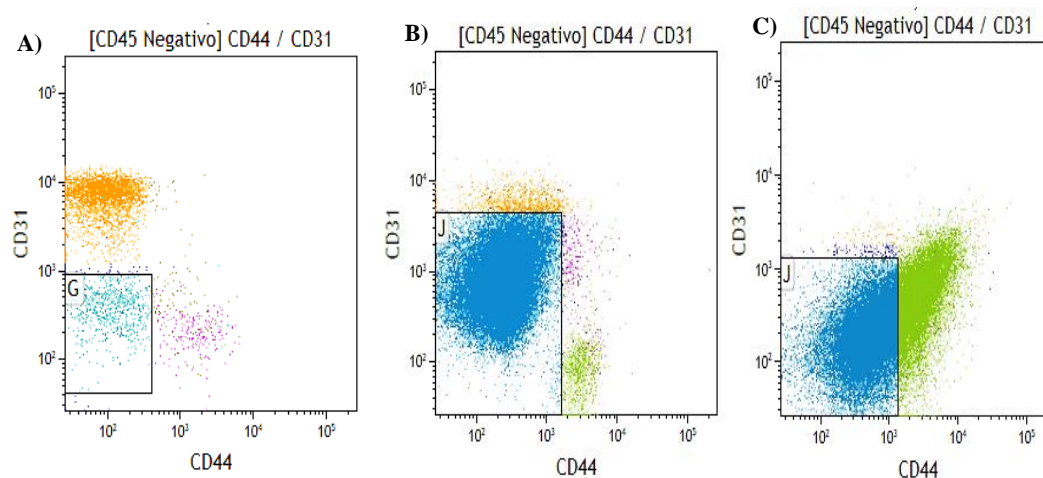 A) [CD45 Negativo] CD44 / CD31
10⁵
10⁴
10³
10²
CD31
G
10² 10³ 10⁴ 10⁵
CD44
B) [CD45 Negativo] CD44 / CD31
10⁵
10⁴
10³
10²
CD31
J
10² 10³ 10⁴ 10⁵
CD44
C) [CD45 Negativo] CD44 / CD31
10⁵
10⁴
10³
10²
CD31
J
10² 10³ 10⁴ 10⁵
CD44